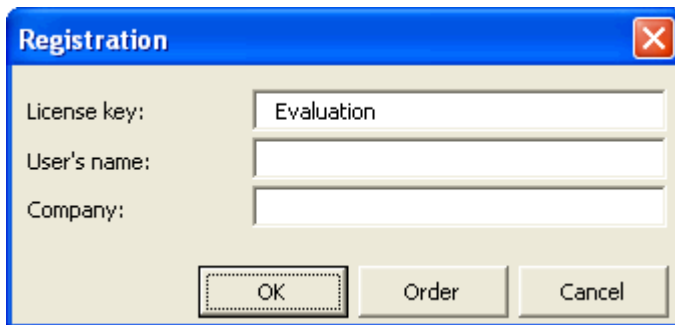 Registration
License key: Evaluation
User's name:
Company:
OK Order Cancel